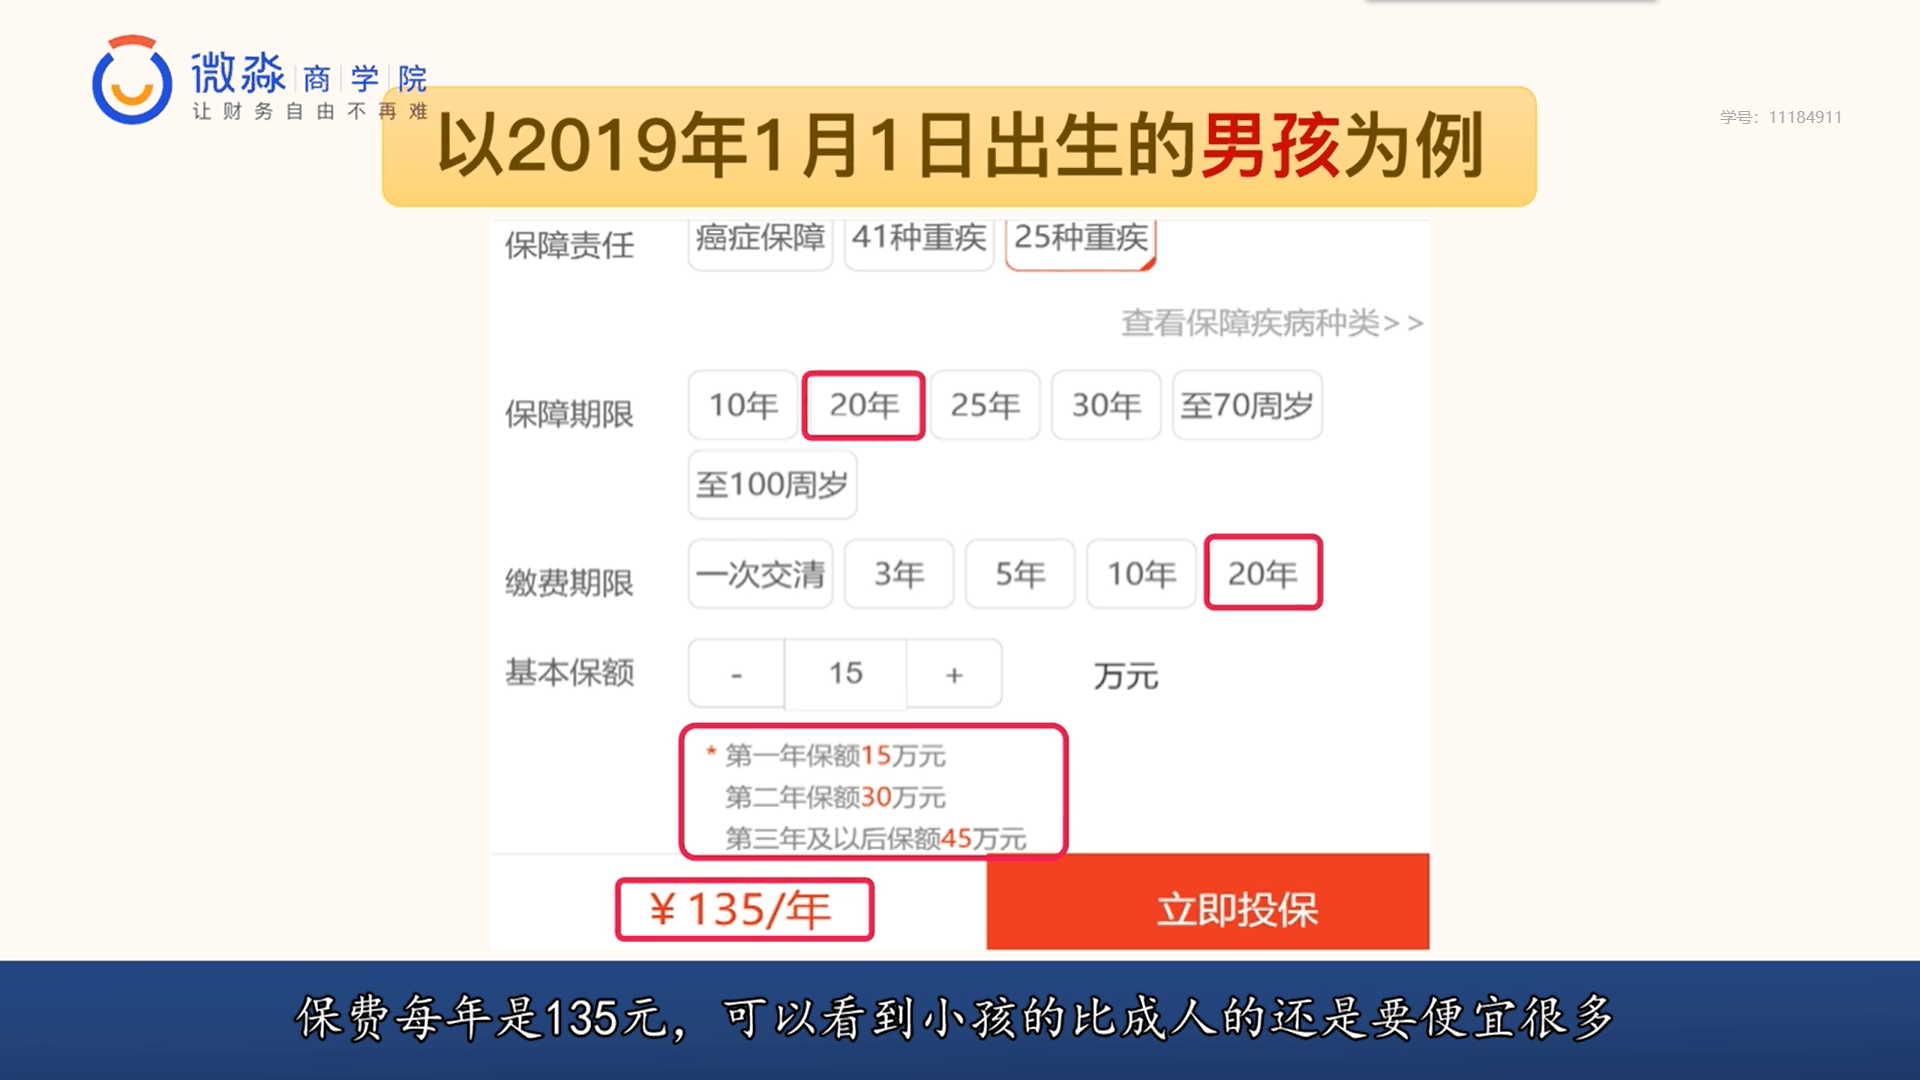 微淼 商 学 院
让财务自由不再难
以2019年1月1日出生的男孩为例
学号：11184911
保障责任 癌症保障 41种重疾 25种重疾
查看保障疾病种类>>
保障期限 10年 20年 25年 30年 至70周岁
至100周岁
缴费期限 一次交清 3年 5年 10年 20年
基本保额 - 15 + 万元
* 第一年保额15万元
第二年保额30万元
第三年及以后保额45万元
¥135/年 立即投保
保费每年是135元，可以看到小孩的比成人的还是要便宜很多